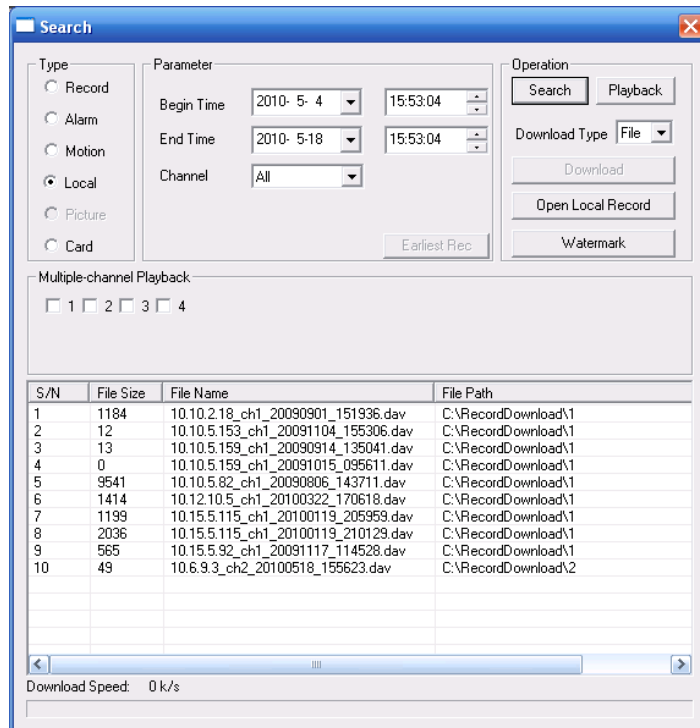 Search
Type
Record
Alarm
Motion
Local
Picture
Card
Parameter
Begin Time 2010- 5- 4 15:53:04
End Time 2010- 5-18 15:53:04
Channel All
Earliest Rec
Operation
Search Playback
Download Type File
Download
Open Local Record
Watermark
Multiple-channel Playback
1 2 3 4
S/N File Size File Name File Path
1 1184 10.10.2.18_ch1_20090901_151936.dav C:\RecordDownload\1
2 12 10.10.5.153_ch1_20091104_155306.dav C:\RecordDownload\1
3 13 10.10.5.159_ch1_20090914_135041.dav C:\RecordDownload\1
4 0 10.10.5.159_ch1_20091015_095611.dav C:\RecordDownload\1
5 9541 10.10.5.82_ch1_20090806_143711.dav C:\RecordDownload\1
6 1414 10.12.10.5_ch1_20100322_170618.dav C:\RecordDownload\1
7 1199 10.15.5.115_ch1_20100119_205959.dav C:\RecordDownload\1
8 2036 10.15.5.115_ch1_20100119_210129.dav C:\RecordDownload\1
9 565 10.15.5.92_ch1_20091117_114528.dav C:\RecordDownload\1
10 49 10.6.9.3_ch2_20100518_155623.dav C:\RecordDownload\2
Download Speed: 0 k/s